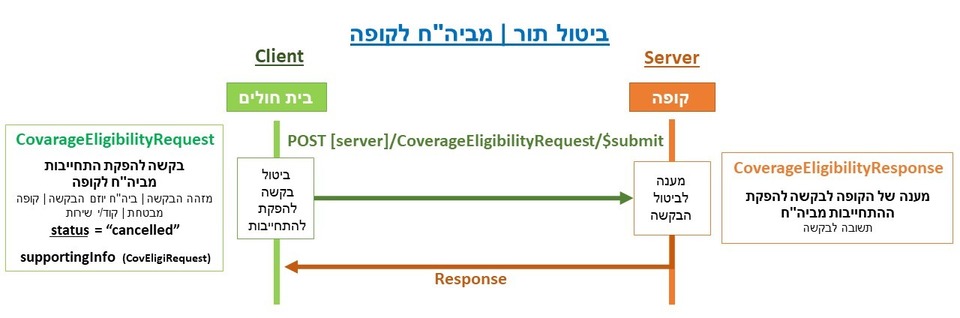 ביטול תור | מביה"ח לקופה
Client
Server
בית חולים
קופה
CovarageEligibilityRequest
בקשה להפקת התחייבות
מביה"ח לקופה
מזהה הבקשה | ביה"ח יוזם הבקשה | קופה
מבטחת | קוד/י שירות
status = “cancelled”
supportingInfo (CovEligiRequest)
POST [server]/CoverageEligibilityRequest/$submit
ביטול
בקשה
להפקת
להתחייבות
מענה
לביטול
הבקשה
CoverageEligibilityResponse
מענה של הקופה לבקשה להפקת
ההתחייבות מביה"ח
תשובה לבקשה
Response